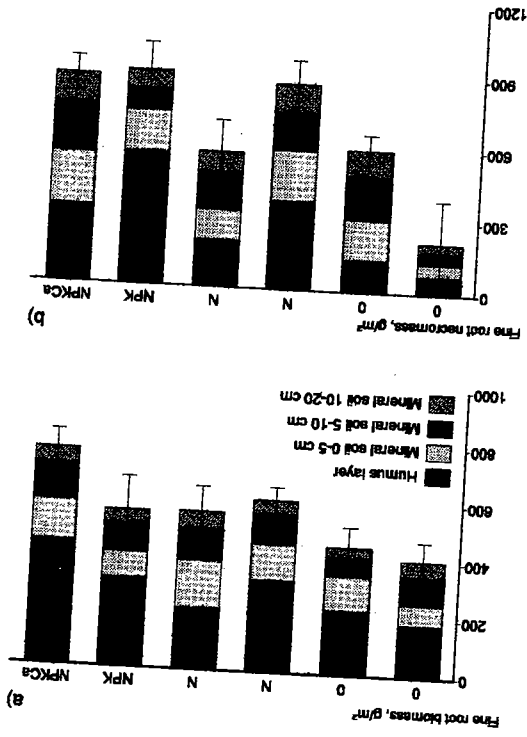 Fine root biomass, g/m² a)
0 0 N N NPK NPKCa
0
200
400
600
800
1000
Humus layer
Mineral soil 0-5 cm
Mineral soil 5-10 cm
Mineral soil 10-20 cm
Fine root necromass, g/m² b)
0 0 N N NPK NPKCa
0
300
600
900
1200